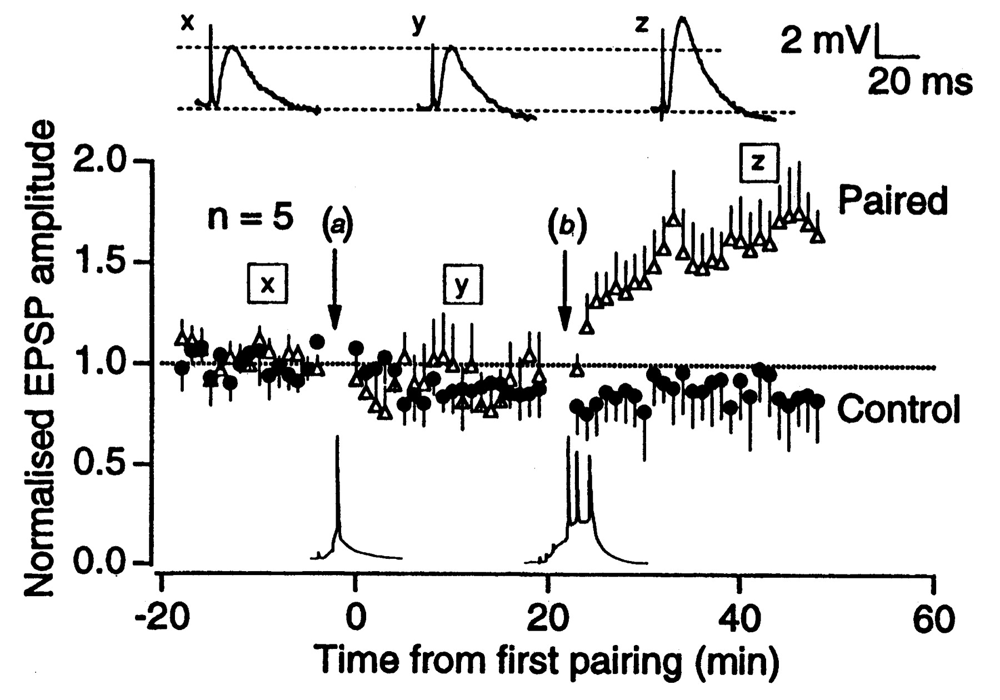 x
y
z
2 mV
20 ms
Normalised EPSP amplitude
2.0
1.5
1.0
0.5
0.0
n = 5
(a)
(b)
x
y
z
Paired
Control
-20
0
20
40
60
Time from first pairing (min)